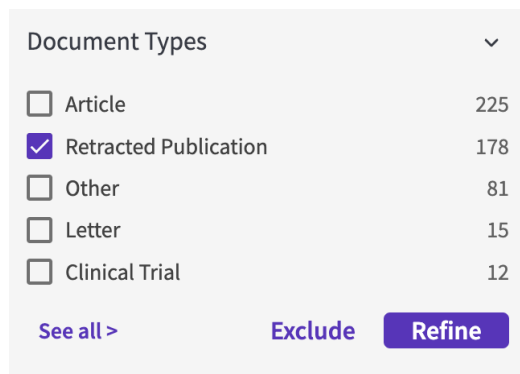 Document Types
Article 225
Retracted Publication 178
Other 81
Letter 15
Clinical Trial 12
See all > Exclude Refine